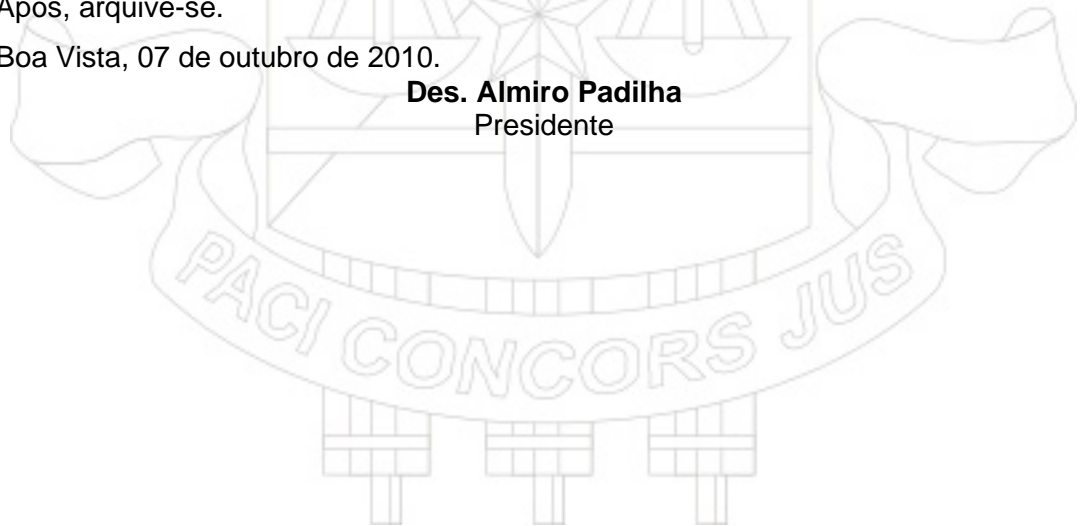 Após, arquive-se.
Boa Vista, 07 de outubro de 2010.
Des. Almiro Padilha
Presidente
PACI CONCORS JUS